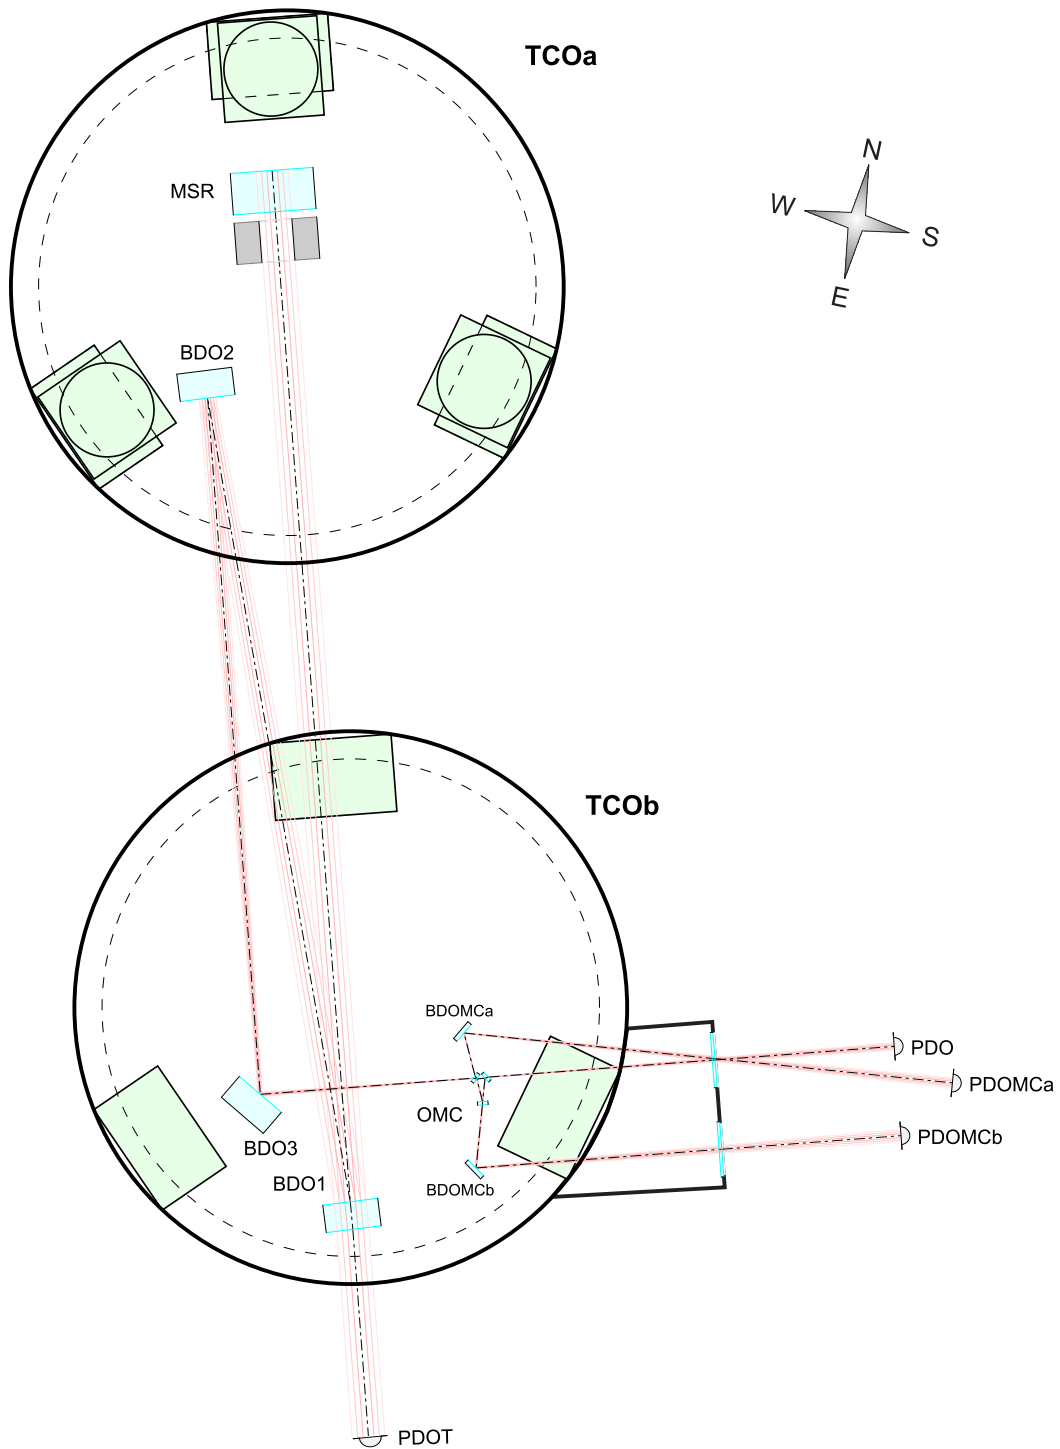 TCOa
N
MSR
W
S
E
BDO2
TCOb
BDOMCa
PDO
PDOMCa
OMC
PDOMCb
BDO3
BDO1
BDOMCb
PDOT